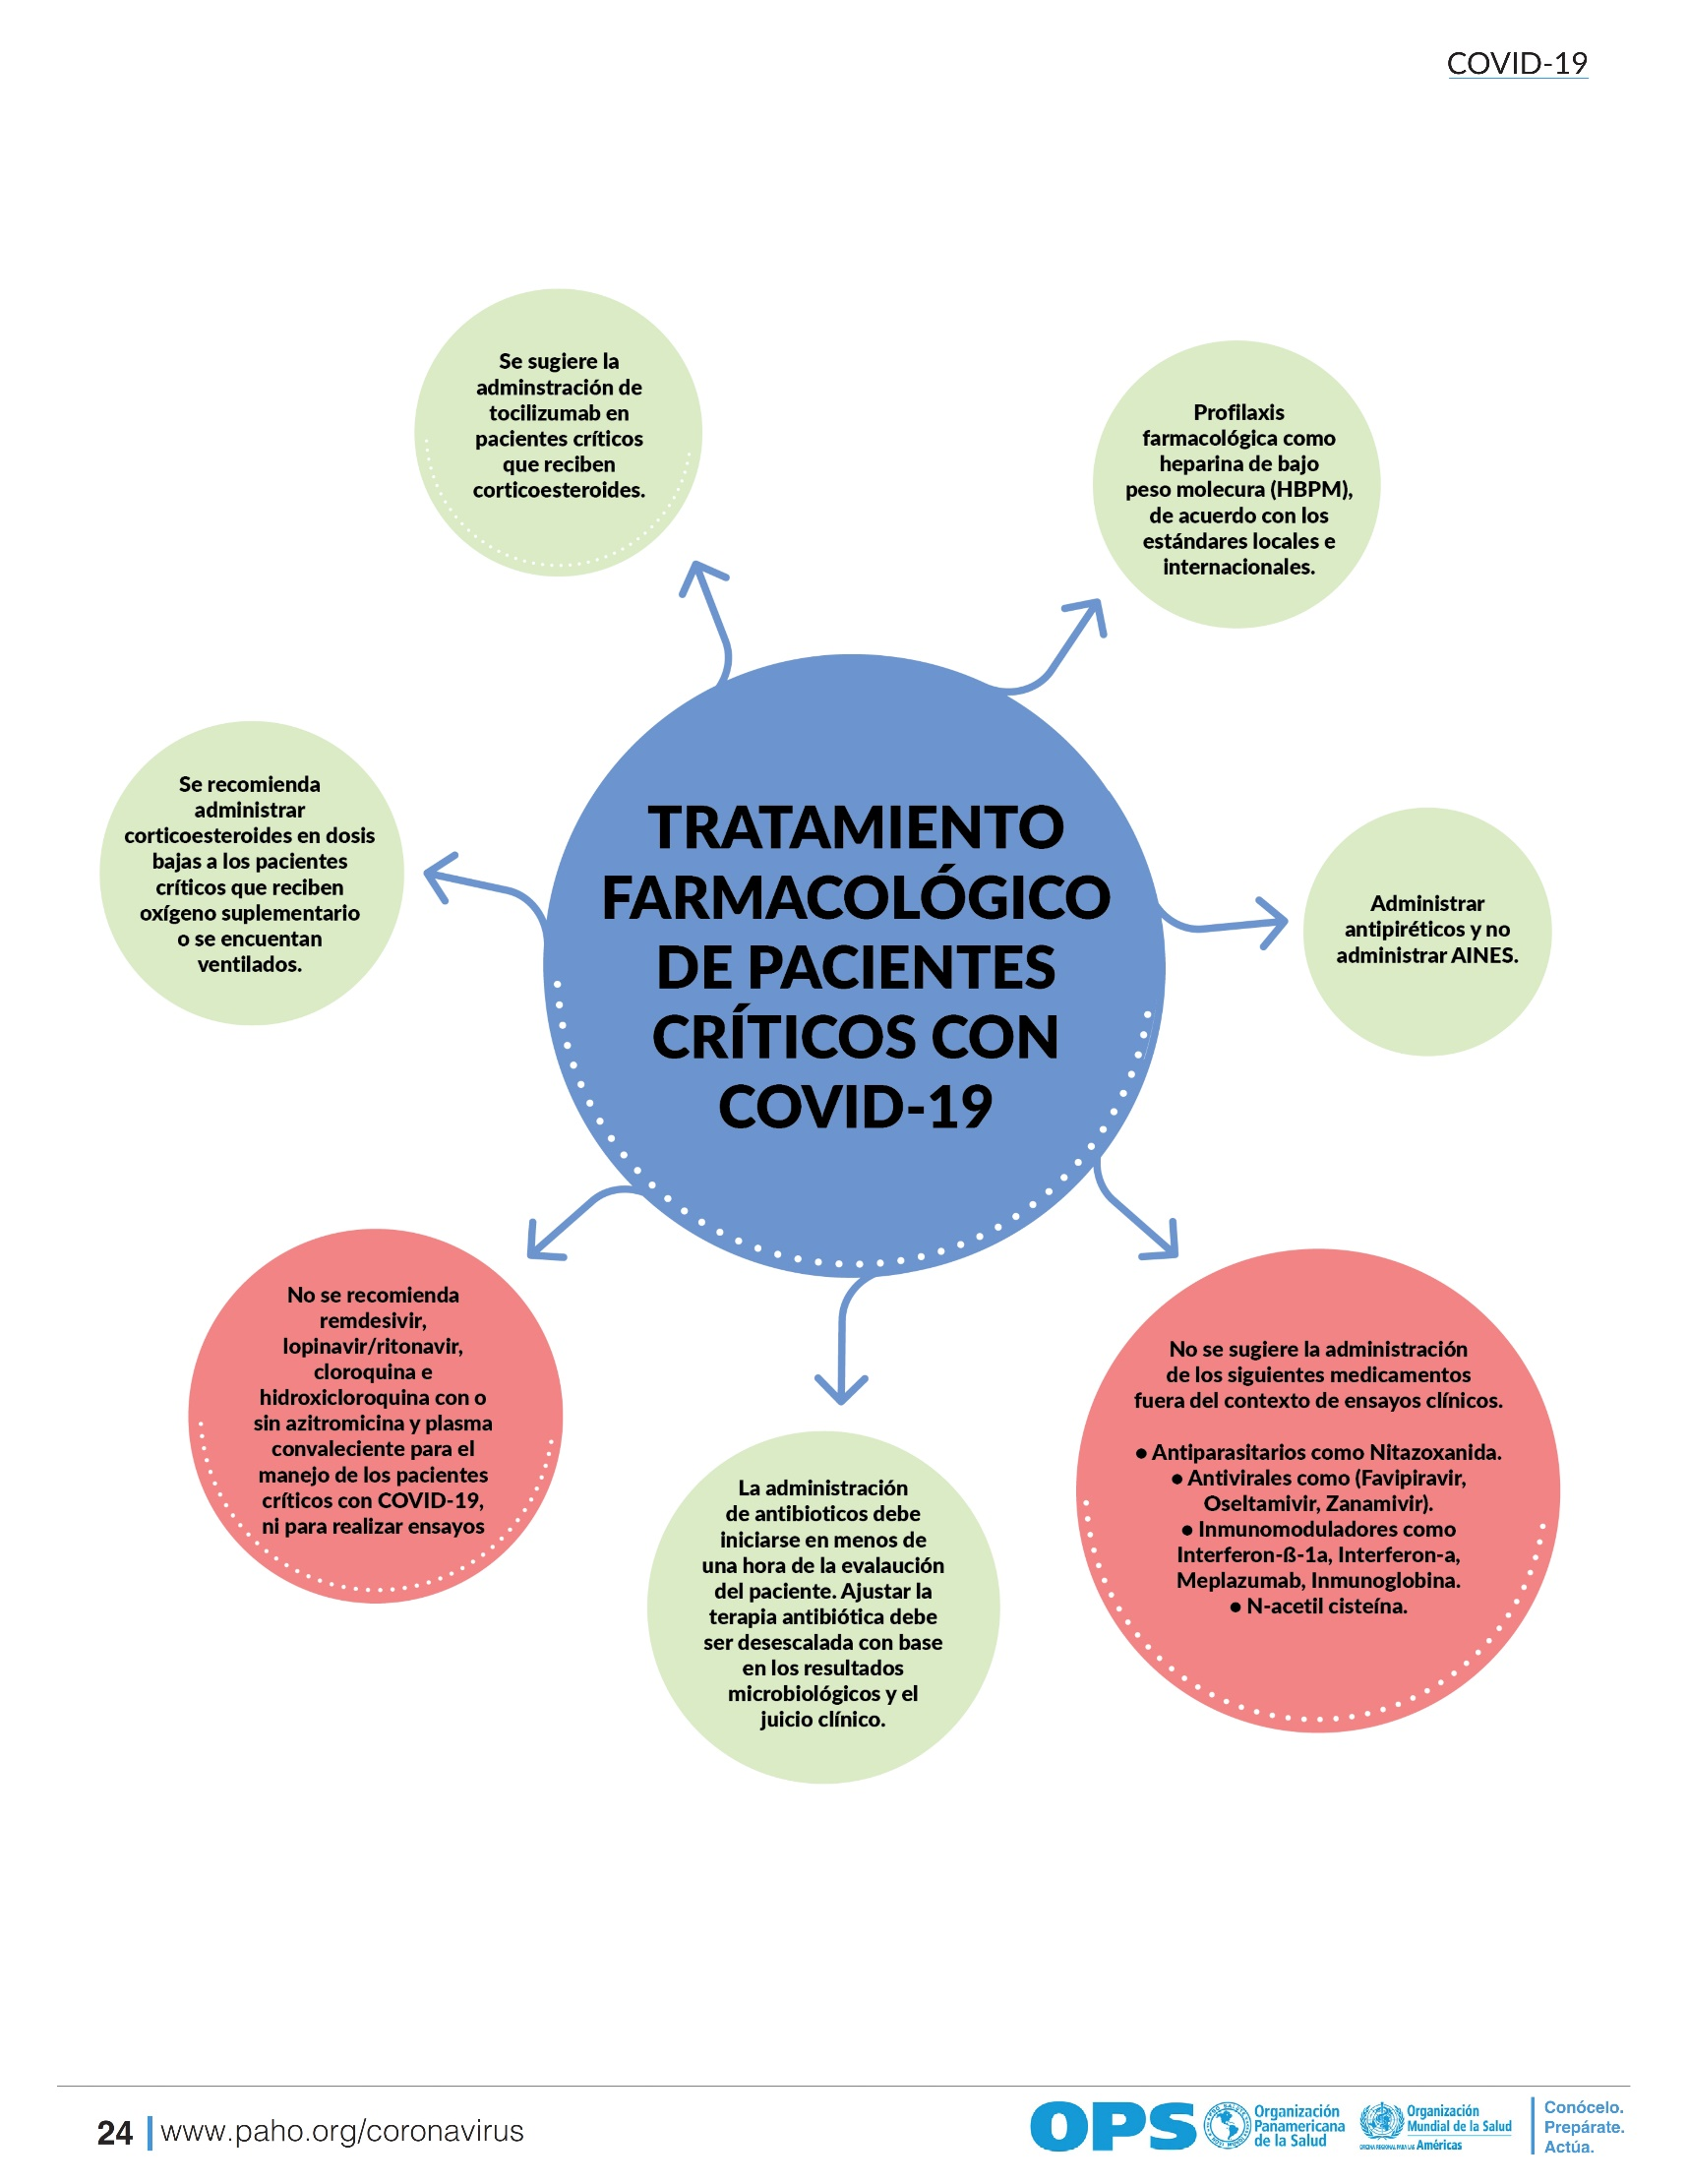 COVID-19
Se sugiere la
adminstración de
tocilizumab en
pacientes críticos
que reciben
corticoesteroides.
Profilaxis
farmacológica como
heparina de bajo
peso molecura (HBPM),
de acuerdo con los
estándares locales e
internacionales.
Se recomienda
administrar
corticoesteroides en dosis
bajas a los pacientes
críticos que reciben
oxígeno suplementario
o se encuentan
ventilados.
TRATAMIENTO
FARMACOLÓGICO
DE PACIENTES
CRÍTICOS CON
COVID-19
Administrar
antipiréticos y no
administrar AINES.
No se recomienda
remdesivir,
lopinavir/ritonavir,
cloroquina e
hidroxicloroquina con o
sin azitromicina y plasma
convaleciente para el
manejo de los pacientes
críticos con COVID-19,
ni para realizar ensayos
La administración
de antibioticos debe
iniciarse en menos de
una hora de la evalaución
del paciente. Ajustar la
terapia antibiótica debe
ser desescalada con base
en los resultados
microbiológicos y el
juicio clínico.
No se sugiere la administración
de los siguientes medicamentos
fuera del contexto de ensayos clínicos.
● Antiparasitarios como Nitazoxanida.
● Antivirales como (Favipiravir,
Oseltamivir, Zanamivir).
● Inmunomoduladores como
Interferon-ß-1a, Interferon-a,
Meplazumab, Inmunoglobina.
● N-acetil cisteína.
24 | www.paho.org/coronavirus
OPS
Organización
Panamericana
de la Salud
Organización
Mundial de la Salud
OFICINA REGIONAL PARA LAS Américas
Conócelo.
Prepárate.
Actúa.